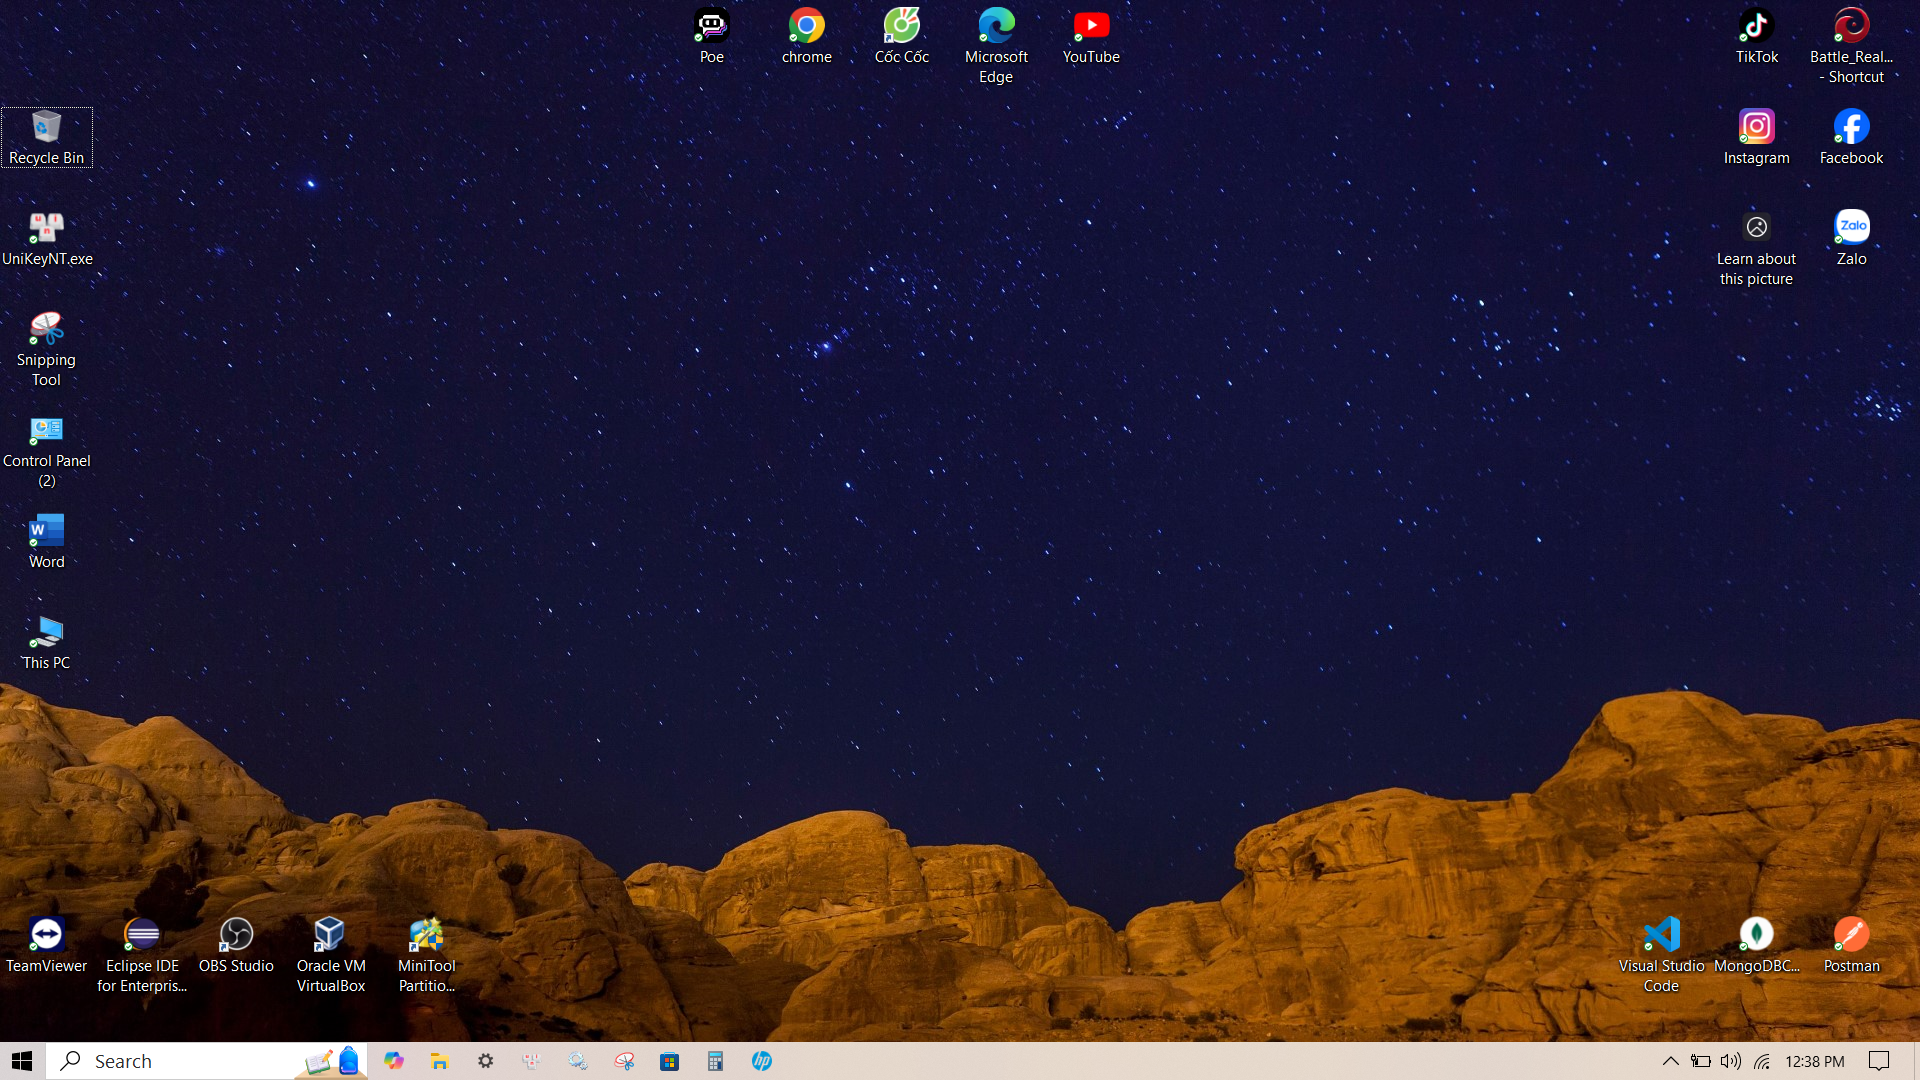 Poe
chrome
Cốc Cốc
Microsoft
Edge
YouTube
TikTok
Battle_Real...
- Shortcut
Recycle Bin
Instagram
Facebook
UniKeyNT.exe
Learn about
this picture
Zalo
Zalo
Snipping
Tool
Control Panel
(2)
W
Word
This PC
TeamViewer
Eclipse IDE
for Enterpris...
OBS Studio
Oracle VM
VirtualBox
MiniTool
Partitio...
Visual Studio
Code
MongoDBC...
Postman
Search
hp
12:38 PM